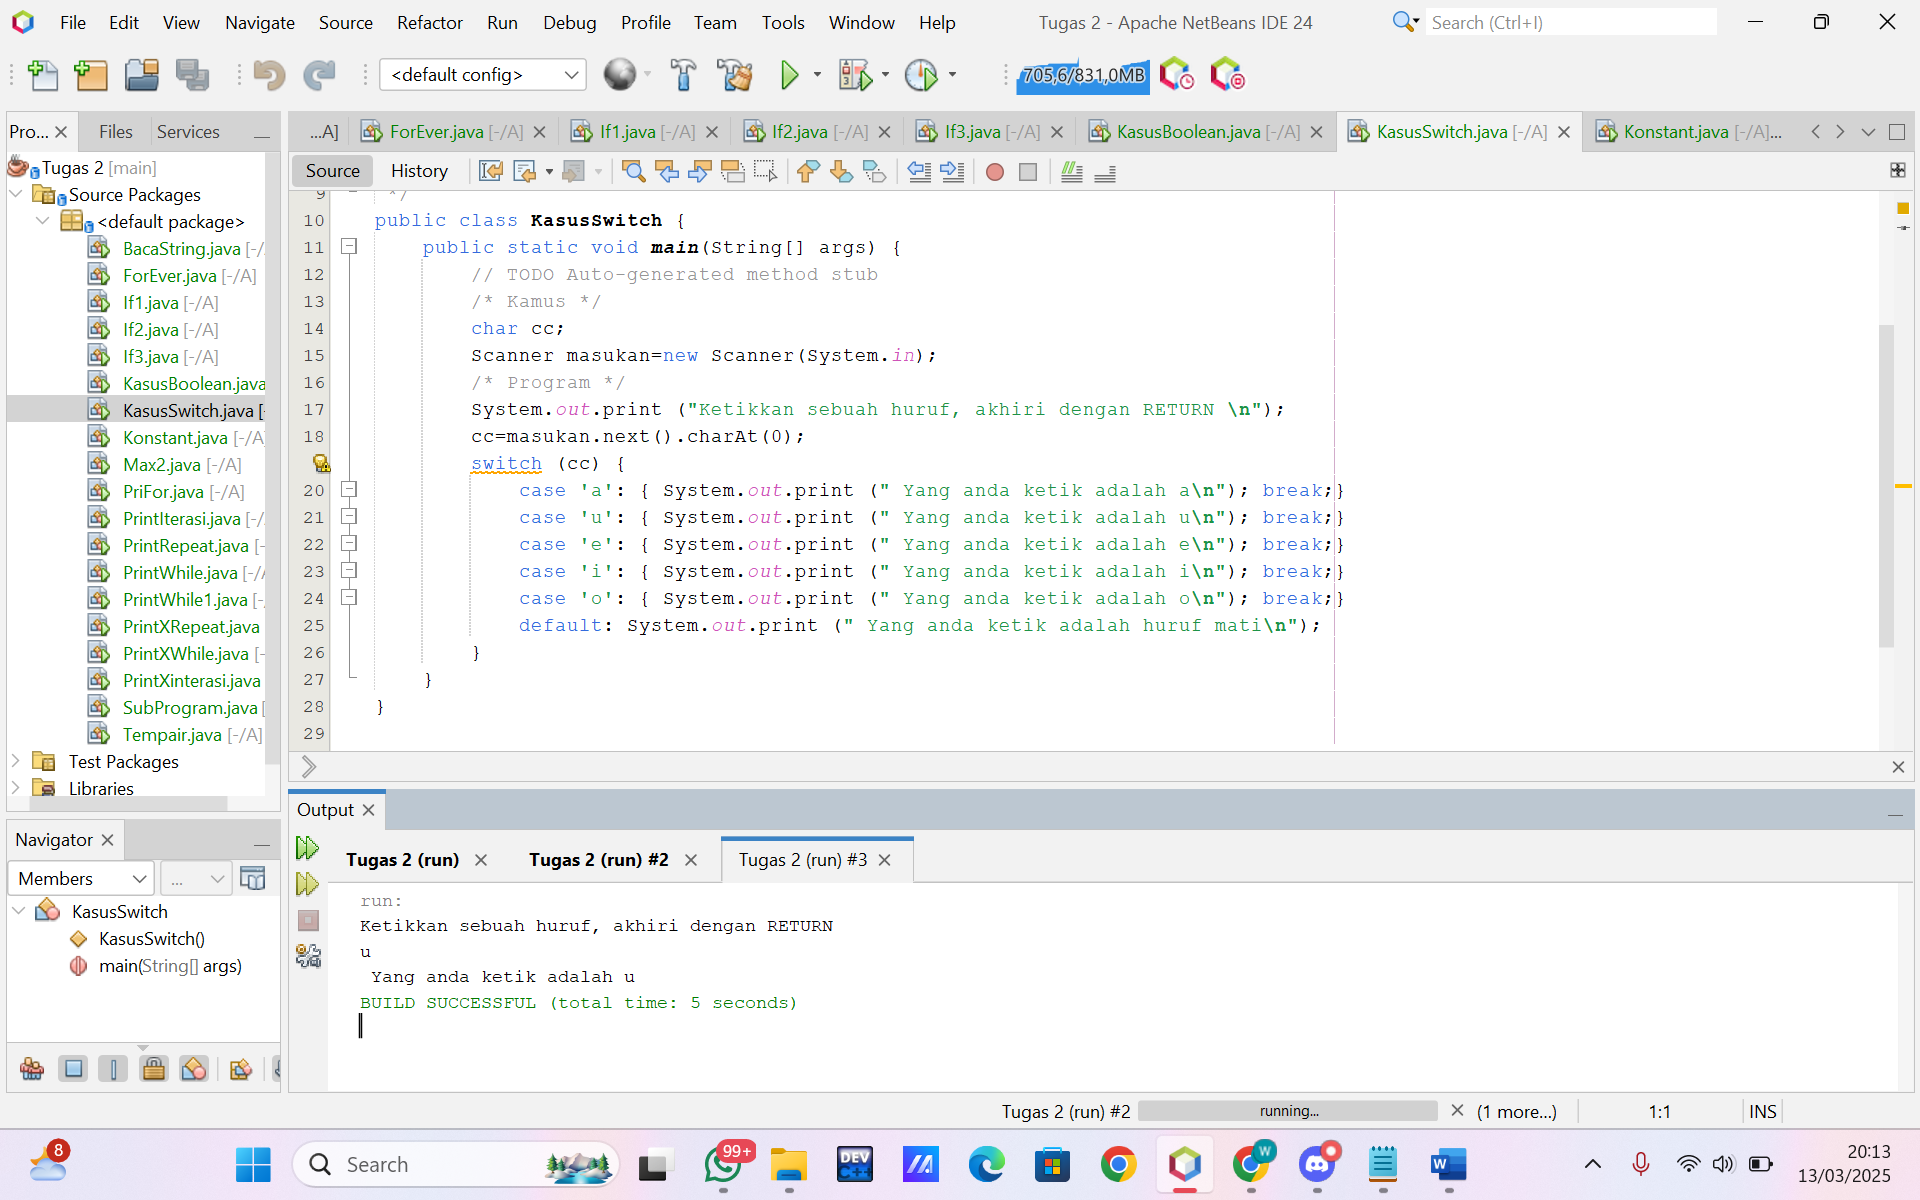 File Edit View Navigate Source Refactor Run Debug Profile Team Tools Window Help Tugas 2 - Apache NetBeans IDE 24 Search (Ctrl+I)
<default config> 705,6/831,0MB
Pro... Files Services
...A] ForEver.java [-/A] If1.java [-/A] If2.java [-/A] If3.java [-/A] KasusBoolean.java [-/A] KasusSwitch.java [-/A] Konstant.java [-/A]...
Source History
Tugas 2 [main]
Source Packages
<default package>
BacaString.java [-/
ForEver.java [-/A]
If1.java [-/A]
If2.java [-/A]
If3.java [-/A]
KasusBoolean.java
KasusSwitch.java [-
Konstant.java [-/A]
Max2.java [-/A]
PriFor.java [-/A]
PrintIterasi.java [-/
PrintRepeat.java [-
PrintWhile.java [-/
PrintWhile1.java [-
PrintXRepeat.java
PrintXWhile.java [-
PrintXinterasi.java
SubProgram.java [
Tempair.java [-/A]
Test Packages
Libraries
9 */
10 public class KasusSwitch {
11 public static void main(String[] args) {
12 // TODO Auto-generated method stub
13 /* Kamus */
14 char cc;
15 Scanner masukan=new Scanner(System.in);
16 /* Program */
17 System.out.print ("Ketikkan sebuah huruf, akhiri dengan RETURN \n");
18 cc=masukan.next().charAt(0);
switch (cc) {
20 case 'a': { System.out.print (" Yang anda ketik adalah a\n"); break;}
21 case 'u': { System.out.print (" Yang anda ketik adalah u\n"); break;}
22 case 'e': { System.out.print (" Yang anda ketik adalah e\n"); break;}
23 case 'i': { System.out.print (" Yang anda ketik adalah i\n"); break;}
24 case 'o': { System.out.print (" Yang anda ketik adalah o\n"); break;}
25 default: System.out.print (" Yang anda ketik adalah huruf mati\n");
26 }
27 }
28 }
29
Navigator
Members ...
KasusSwitch
KasusSwitch()
main(String[] args)
Output
Tugas 2 (run) Tugas 2 (run) #2 Tugas 2 (run) #3
run:
Ketikkan sebuah huruf, akhiri dengan RETURN
u
Yang anda ketik adalah u
BUILD SUCCESSFUL (total time: 5 seconds)
Tugas 2 (run) #2 running... (1 more...) 1:1 INS
8 Search DEV C++ 99+ W W 20:13
13/03/2025